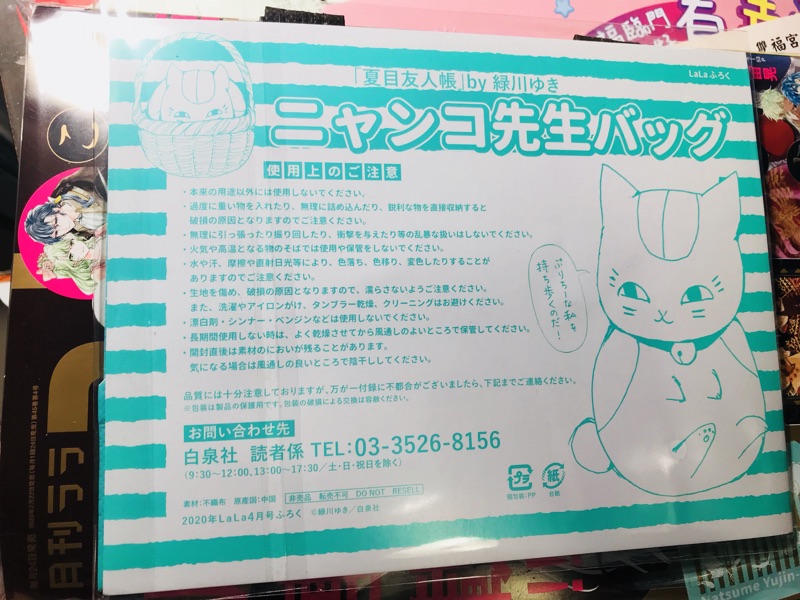 福臨門
福宮
LaLaふろく
「夏目友人帳」by 緑川ゆき
ニャンコ先生バッグ
使用上のご注意
・本来の用途以外には使用しないでください。
・過度に重い物を入れたり、無理に詰め込んだり、鋭利な物を直接収納すると
破損の原因となりますのでご注意ください。
・無理に引っ張ったり振り回したり、衝撃を与えたり等の乱暴な扱いはしないでください。
・火気や高温となる物のそばでは使用や保管をしないでください。
・水や汗、摩擦や直射日光等により、色落ち、色移り、変色したりすることが
ありますのでご注意ください。
・生地を傷め、破損の原因となりますので、濡らさないようご注意ください。
また、洗濯やアイロンがけ、タンブラー乾燥、クリーニングはお避けください。
・漂白剤・シンナー・ベンジンなどは使用しないでください。
・長期間使用しない時は、よく乾燥させてから風通しのよいところで保管してください。
・開封直後は素材のにおいが残ることがあります。
気になる場合は風通しの良いところで陰干ししてください。
ぷりちーな私を
持ち歩くのだ!
品質には十分注意しておりますが、万が一付録に不都合がございましたら、下記までご連絡ください。
※包装は製品の保護用です。包装の破損による交換は容赦ください。
お問い合わせ先
白泉社 読者係 TEL:03-3526-8156
(9:30~12:00、13:00~17:30/土・日・祝日を除く)
素材:不織布 原産国:中国 非売品 転売不可 DO NOT RESELL
2020年LaLa4月号ふろく ©緑川ゆき/白泉社
プラ
個包装:PP
紙
台紙
月刊ララ
Natsume Yujin-